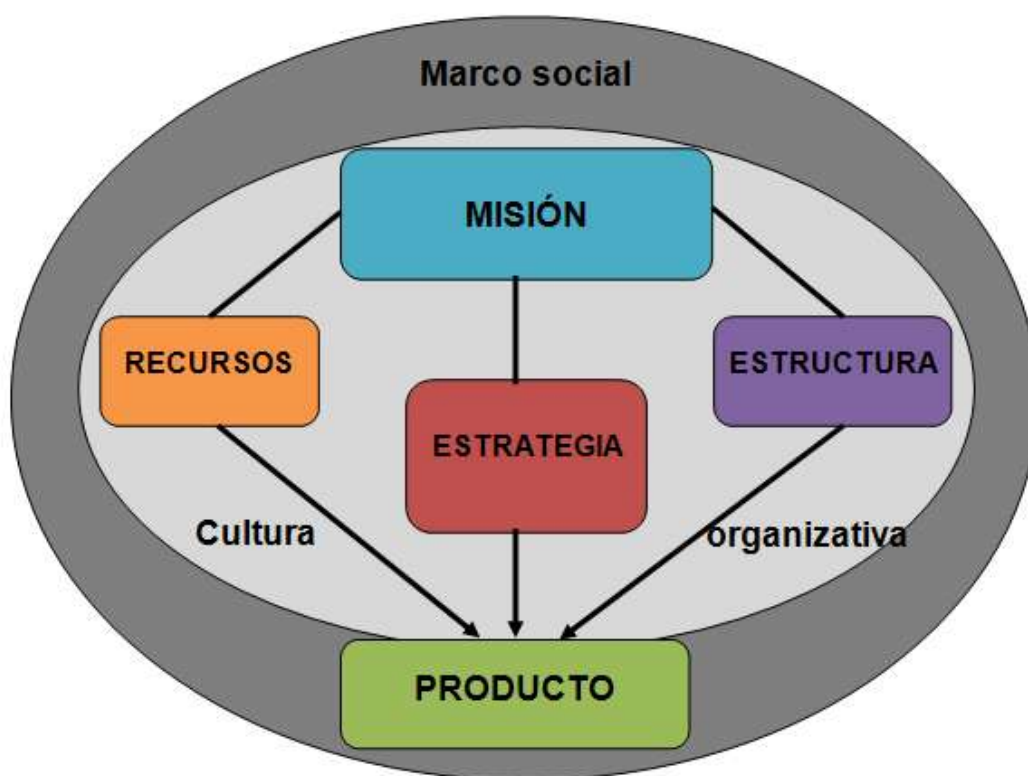 Marco social
MISIÓN
RECURSOS
ESTRUCTURA
ESTRATEGIA
Cultura
organizativa
PRODUCTO